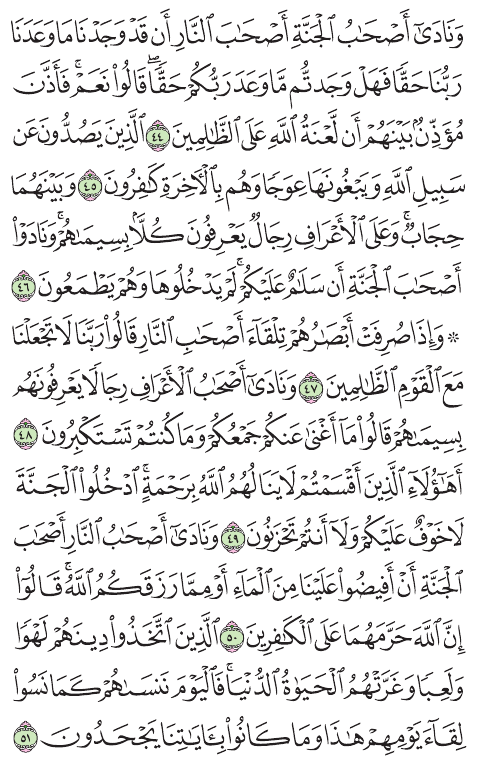 وَنَادَىٰٓ أَصْحَٰبُ ٱلْجَنَّةِ أَصْحَٰبَ ٱلنَّارِ أَن قَدْ وَجَدْنَا مَا وَعَدَنَا
رَبُّنَا حَقًّا فَهَلْ وَجَدتُّم مَّا وَعَدَ رَبُّكُمْ حَقًّا ۖ قَالُوا۟ نَعَمْ ۚ فَأَذَّنَ
مُؤَذِّنٌۢ بَيْنَهُمْ أَن لَّعْنَةُ ٱللَّهِ عَلَى ٱلظَّٰلِمِينَ ٤٤ ٱلَّذِينَ يَصُدُّونَ عَن
سَبِيلِ ٱللَّهِ وَيَبْغُونَهَا عِوَجًا وَهُم بِٱلْءَاخِرَةِ كَٰفِرُونَ ٤٥ وَبَيْنَهُمَا
حِجَابٌ ۚ وَعَلَى ٱلْأَعْرَافِ رِجَالٌ يَعْرِفُونَ كُلًّۢا بِسِيمَىٰهُمْ ۚ وَنَادَوْا۟
أَصْحَٰبَ ٱلْجَنَّةِ أَن سَلَٰمٌ عَلَيْكُمْ ۚ لَمْ يَدْخُلُوهَا وَهُمْ يَطْمَعُونَ ٤٦
۞ وَإِذَا صُرِفَتْ أَبْصَٰرُهُمْ تِلْقَآءَ أَصْحَٰبِ ٱلنَّارِ قَالُوا۟ رَبَّنَا لَا تَجْعَلْنَا
مَعَ ٱلْقَوْمِ ٱلظَّٰلِمِينَ ٤٧ وَنَادَىٰٓ أَصْحَٰبُ ٱلْأَعْرَافِ رِجَالًا يَعْرِفُونَهُم
بِسِيمَىٰهُمْ قَالُوا۟ مَآ أَغْنَىٰ عَنكُمْ جَمْعُكُمْ وَمَا كُنتُمْ تَسْتَكْبِرُونَ ٤٨
أَهَٰٓؤُلَآءِ ٱلَّذِينَ أَقْسَمْتُمْ لَا يَنَالُهُمُ ٱللَّهُ بِرَحْمَةٍ ۚ ٱدْخُلُوا۟ ٱلْجَنَّةَ
لَا خَوْفٌ عَلَيْكُمْ وَلَآ أَنتُمْ تَحْزَنُونَ ٤٩ وَنَادَىٰٓ أَصْحَٰبُ ٱلنَّارِ أَصْحَٰبَ
ٱلْجَنَّةِ أَنْ أَفِيضُوا۟ عَلَيْنَا مِنَ ٱلْمَآءِ أَوْ مِمَّا رَزَقَكُمُ ٱللَّهُ ۚ قَالُوٓا۟
إِنَّ ٱللَّهَ حَرَّمَهُمَا عَلَى ٱلْكَٰفِرِينَ ٥٠ ٱلَّذِينَ ٱتَّخَذُوا۟ دِينَهُمْ لَهْوًا
وَلَعِبًا وَغَرَّتْهُمُ ٱلْحَيَوٰةُ ٱلدُّنْيَا ۚ فَٱلْيَوْمَ نَنسَىٰهُمْ كَمَا نَسُوا۟
لِقَآءَ يَوْمِهِمْ هَٰذَا وَمَا كَانُوا۟ بِـَٔايَٰتِنَا يَجْحَدُونَ ٥١